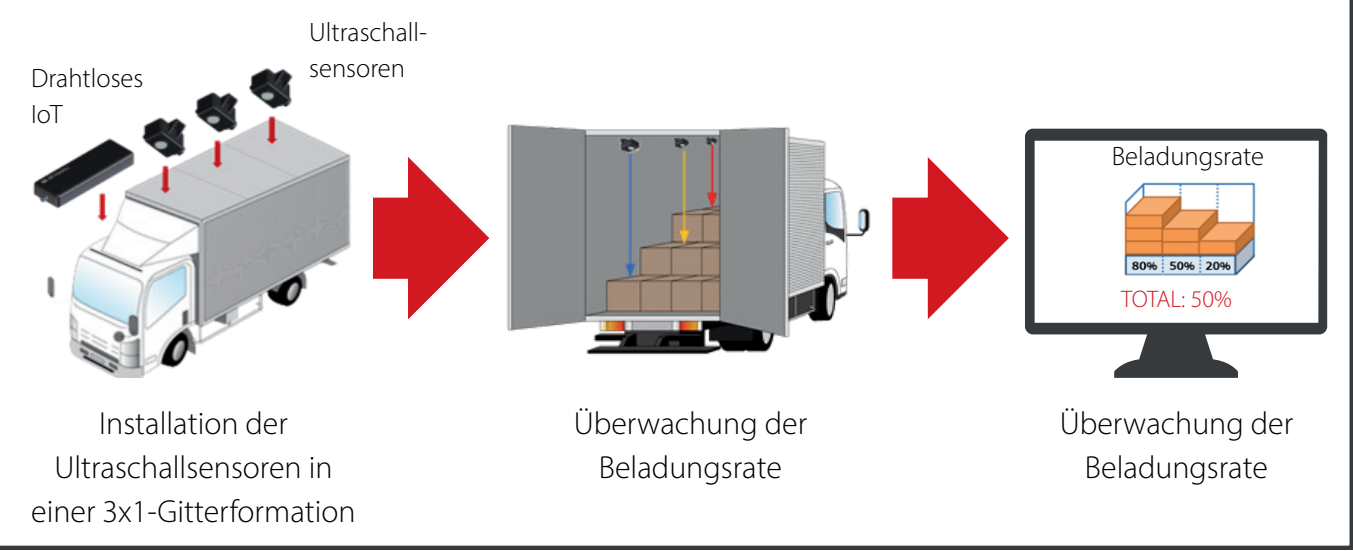 Ultraschall-
sensoren
Drahtloses
IoT
Beladungsrate
80% 50% 20%
TOTAL: 50%
Installation der
Ultraschallsensoren in
einer 3x1-Gitterformation
Überwachung der
Beladungsrate
Überwachung der
Beladungsrate